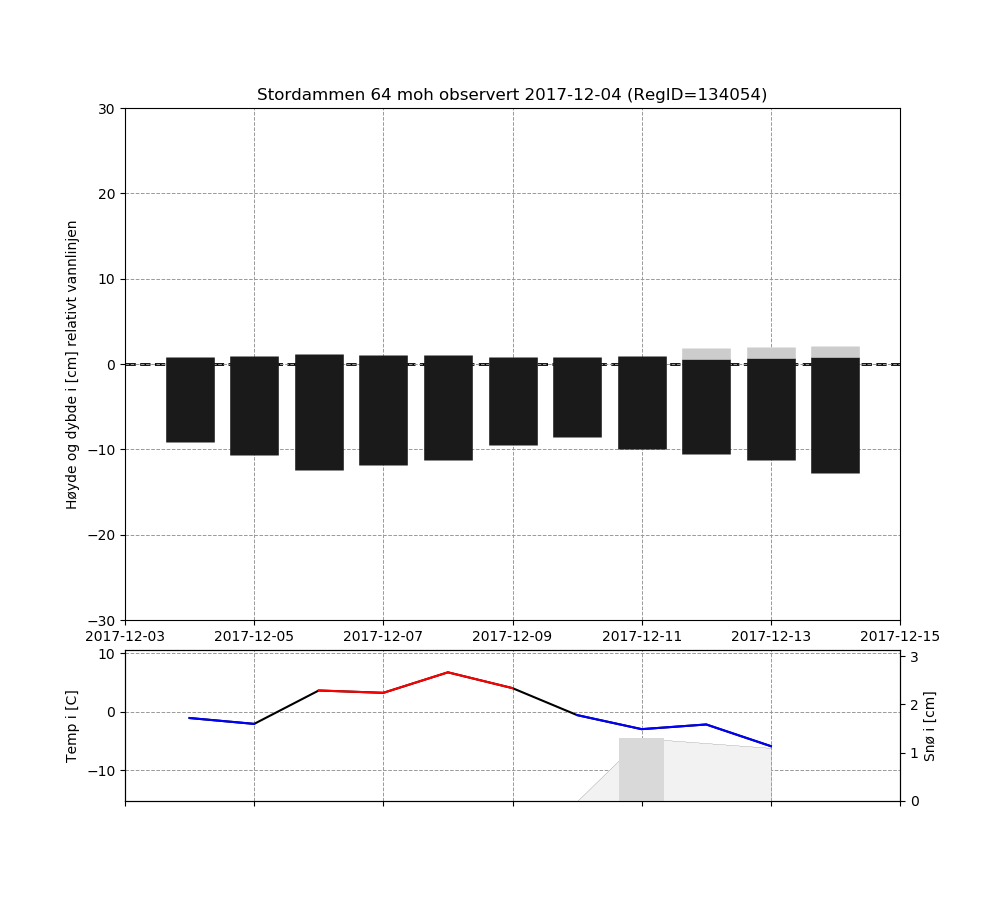 Stordammen 64 moh observert 2017-12-04 (RegID=134054)
Høyde og dybde i [cm] relativt vannlinjen
30
20
10
0
−10
−20
−30
2017-12-03 2017-12-05 2017-12-07 2017-12-09 2017-12-11 2017-12-13 2017-12-15
Temp i [C]
10
0
−10
3
2
1
0
Snø i [cm]